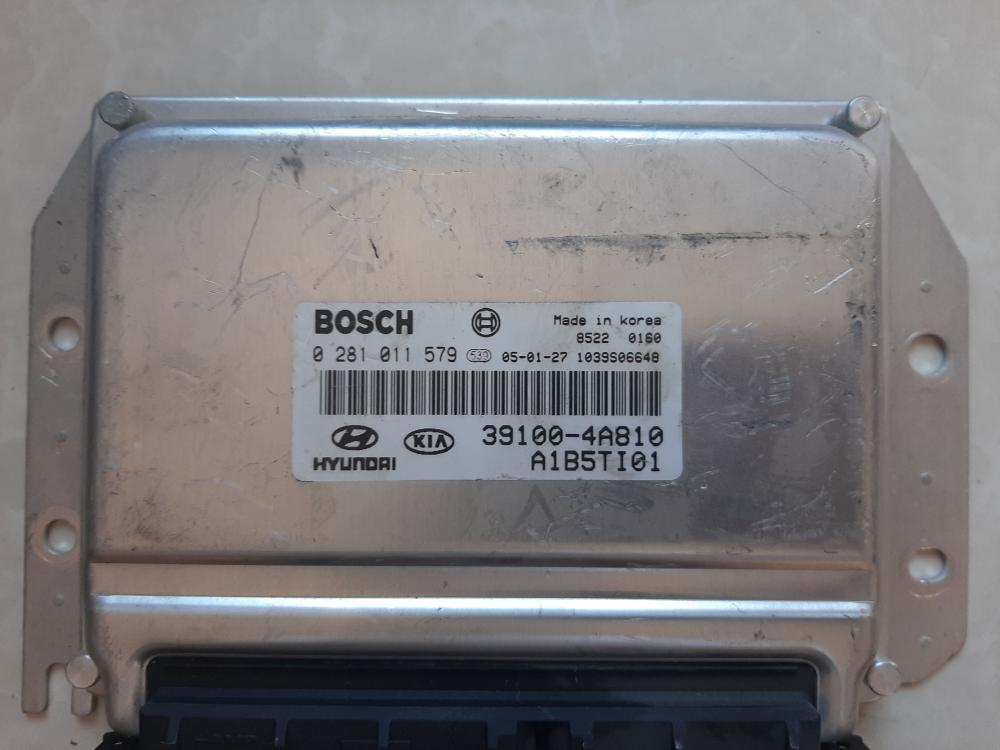 BOSCH
Made in korea
8522 0160
0 281 011 579 539 05-01-27 1039S06648
HYUNDAI
KIA
39100-4A810
A1B5TI01